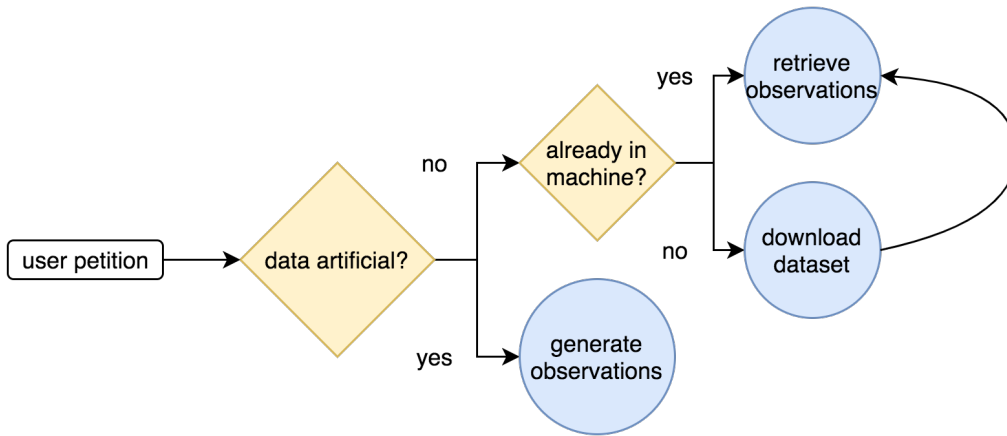 user petition
data artificial?
no
yes
already in
machine?
generate
observations
yes
no
retrieve
observations
download
dataset